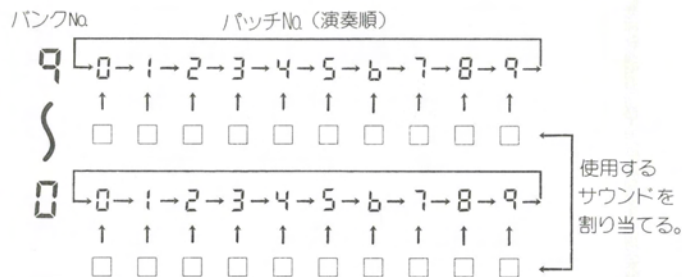 バンクNo. パッチNo.(演奏順)
9 0→1→2→3→4→5→6→7→8→9→
↑ ↑ ↑ ↑ ↑ ↑ ↑ ↑ ↑ ↑
□ □ □ □ □ □ □ □ □ □
使用する
サウンドを
割り当てる。
0 0→1→2→3→4→5→6→7→8→9→
↑ ↑ ↑ ↑ ↑ ↑ ↑ ↑ ↑ ↑
□ □ □ □ □ □ □ □ □ □